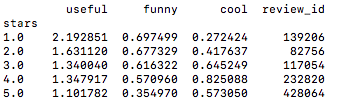 useful funny cool review_id
stars
1.0 2.192851 0.697499 0.272424 139206
2.0 1.631120 0.677329 0.417637 82756
3.0 1.340040 0.616322 0.645249 117054
4.0 1.347917 0.570960 0.825088 232820
5.0 1.101782 0.354970 0.573050 428064